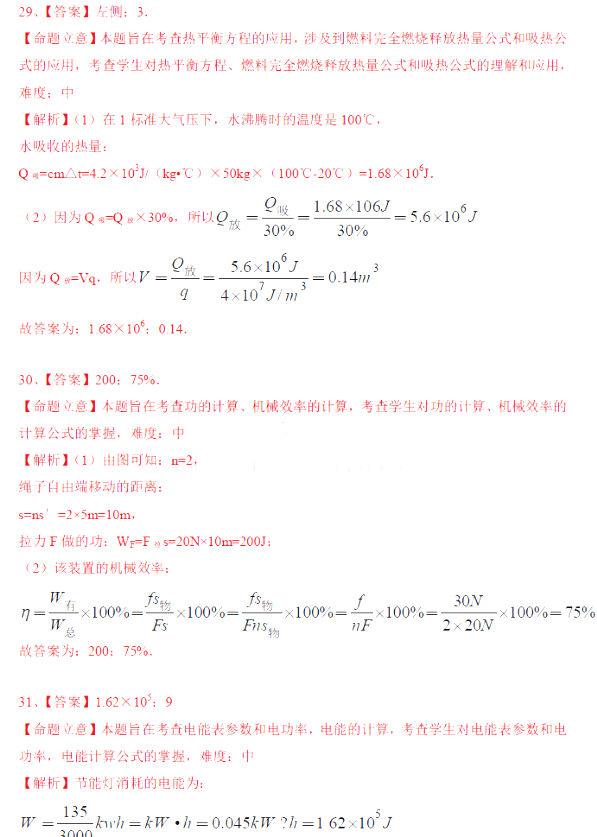 29、【答案】左侧；3．
【命题立意】本题旨在考查热平衡方程的应用，涉及到燃料完全燃烧释放热量公式和吸热公
式的应用，考查学生对热平衡方程、燃料完全燃烧释放热量公式和吸热公式的理解和应用，
难度：中
【解析】（1）在1标准大气压下，水沸腾时的温度是100℃，
水吸收的热量：
Q吸=cm△t=4.2×10³J/（kg•℃）×50kg×（100℃-20℃）=1.68×10⁶J．
（2）因为Q吸=Q放×30%，所以Q放=Q吸/30%=1.68×106J/30%=5.6×10⁶J
因为Q放=Vq，所以V=Q放/q=5.6×10⁶J/4×10⁷J/m³=0.14m³
故答案为：1.68×10⁶；0.14．
30、【答案】200；75%．
【命题立意】本题旨在考查功的计算、机械效率的计算，考查学生对功的计算、机械效率的
计算公式的掌握，难度：中
【解析】（1）由图可知：n=2，
绳子自由端移动的距离：
s=ns′=2×5m=10m，
拉力F做的功：WF=F s=20N×10m=200J；
（2）该装置的机械效率：
η=W有/W总×100%=fs物/Fs×100%=fs物/Fns物×100%=f/nF×100%=30N/2×20N×100%=75%
故答案为：200；75%．
31、【答案】1.62×10⁵；9
【命题立意】本题旨在考查电能表参数和电功率，电能的计算，考查学生对电能表参数和电
功率，电能计算公式的掌握，难度：中
【解析】节能灯消耗的电能为：
W=135/3000kwh=kW•h=0.045kW?h=1 62×10⁵J